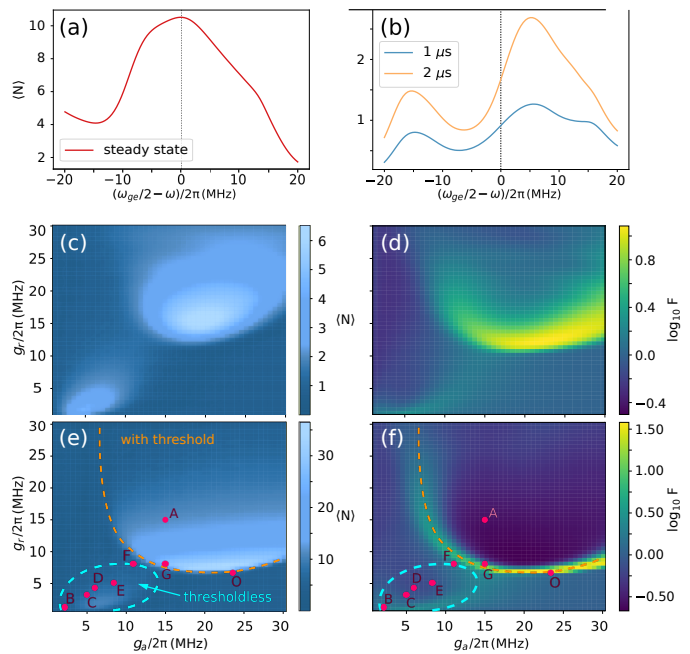 (a)
10
8
6
4
2
⟨N⟩
steady state
−20 −10 0 10 20
(ω_ge/2−ω)/2π (MHz)
(b)
2
1
1 μs
2 μs
−20 −10 0 10 20
(ω_ge/2−ω)/2π (MHz)
(c)
30
25
20
15
10
5
g_r/2π (MHz)
6
5
4
3
2
1
⟨N⟩
(d)
0.8
0.4
0.0
−0.4
log₁₀ F
(e)
with threshold
30
25
20
15
10
5
g_r/2π (MHz)
A
F
G
O
D
E
B
C
thresholdless
5 10 15 20 25 30
g_a/2π (MHz)
30
20
10
⟨N⟩
(f)
A
F
G
O
D
E
B
C
5 10 15 20 25 30
g_a/2π (MHz)
1.50
1.00
0.50
0.00
−0.50
log₁₀ F